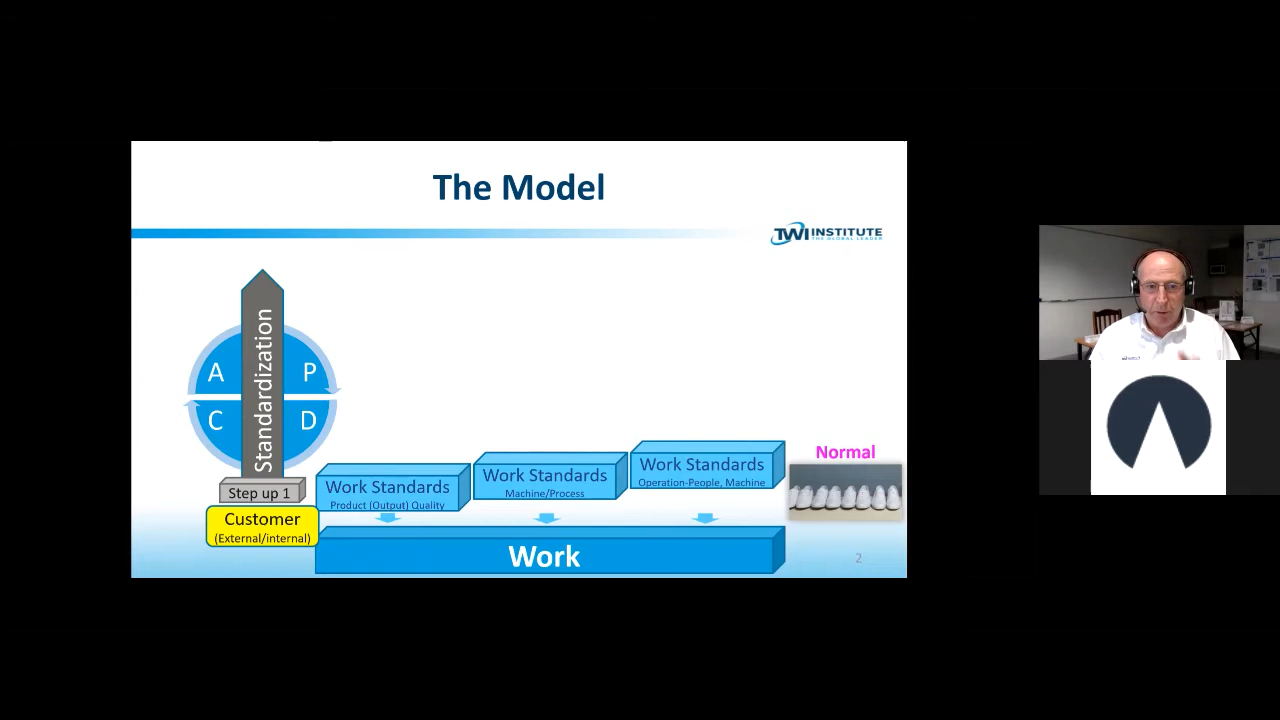 The Model
TWI INSTITUTE
THE GLOBAL LEADER
Standardization
A P
C D
Step up 1
Customer
(External/internal)
Work Standards
Product (Output) Quality
Work Standards
Machine/Process
Work Standards
Operation-People, Machine
Normal
Work
2